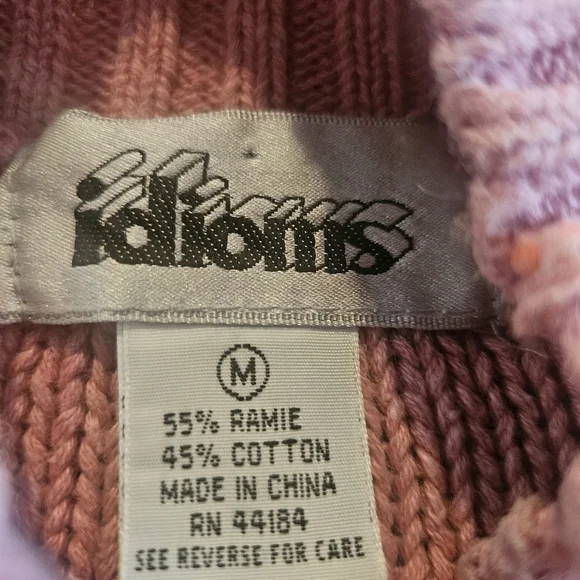 idioms
M
55% RAMIE
45% COTTON
MADE IN CHINA
RN 44184
SEE REVERSE FOR CARE